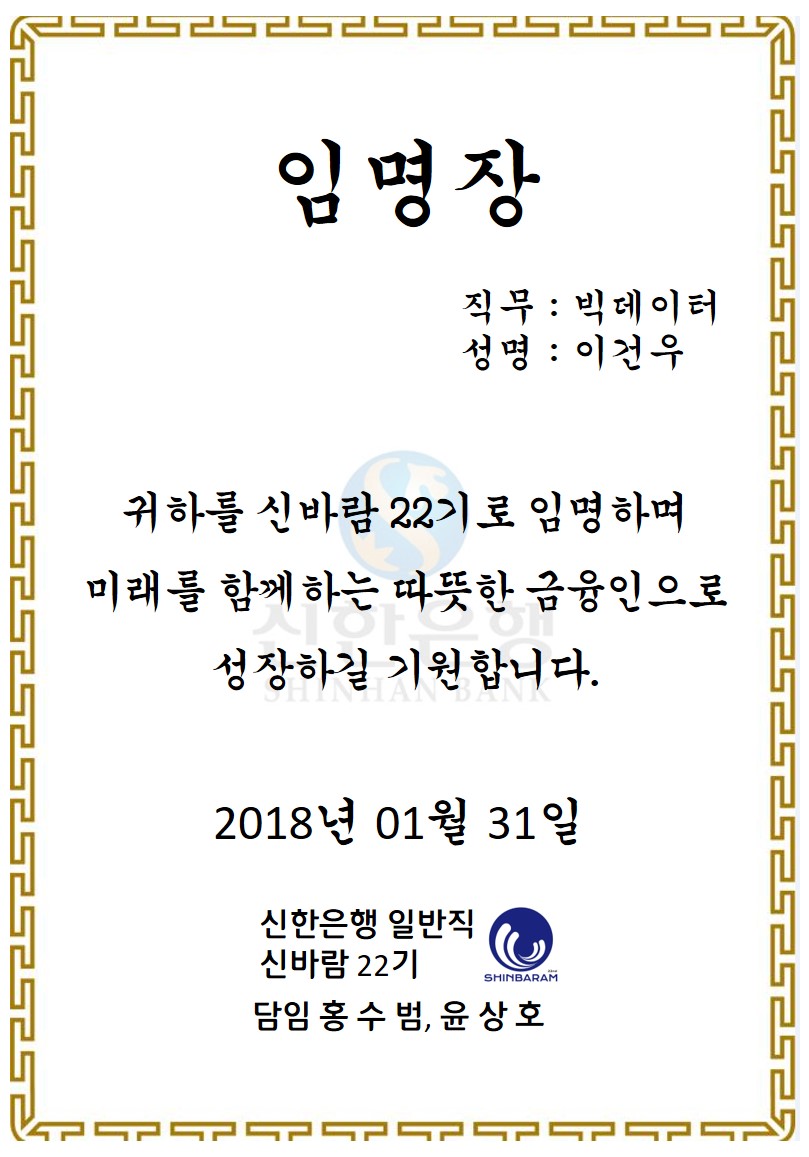 임명장
직무 : 빅데이터
성명 : 이건우
귀하를 신바람 22기로 임명하며
미래를 함께하는 따뜻한 금융인으로
성장하길 기원합니다.
신한은행
SHINHAN BANK
2018년 01월 31일
신한은행 일반직
신바람 22기
SHINBARAM
담임 홍 수 범, 윤 상 호